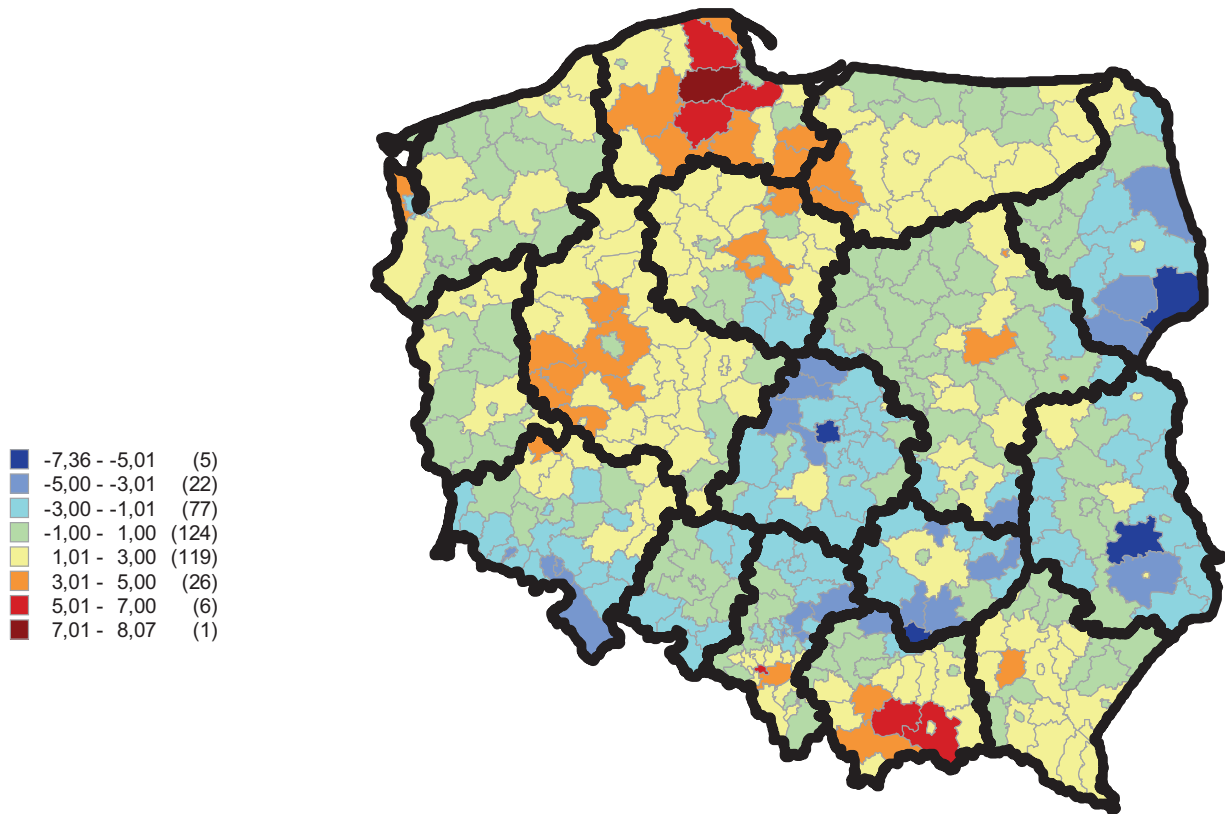 -7,36 - -5,01 (5)
-5,00 - -3,01 (22)
-3,00 - -1,01 (77)
-1,00 - 1,00 (124)
1,01 - 3,00 (119)
3,01 - 5,00 (26)
5,01 - 7,00 (6)
7,01 - 8,07 (1)